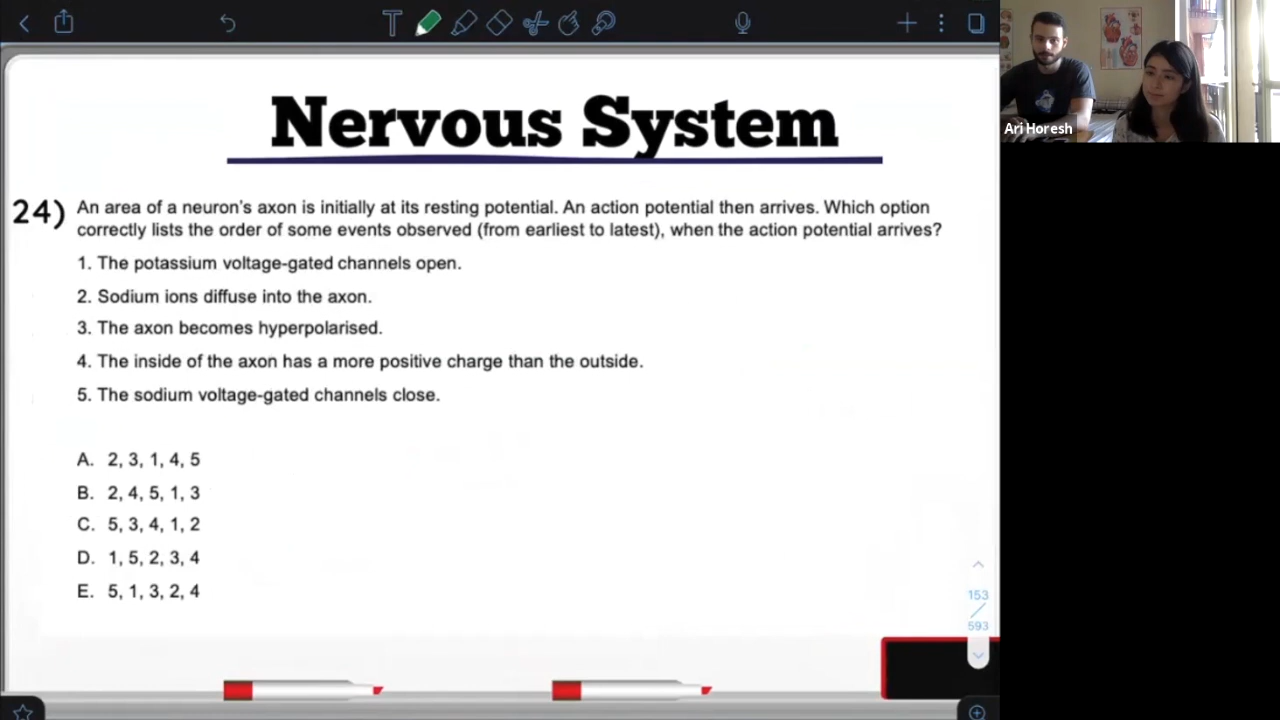 Nervous System
24) An area of a neuron's axon is initially at its resting potential. An action potential then arrives. Which option
correctly lists the order of some events observed (from earliest to latest), when the action potential arrives?
1. The potassium voltage-gated channels open.
2. Sodium ions diffuse into the axon.
3. The axon becomes hyperpolarised.
4. The inside of the axon has a more positive charge than the outside.
5. The sodium voltage-gated channels close.
A. 2, 3, 1, 4, 5
B. 2, 4, 5, 1, 3
C. 5, 3, 4, 1, 2
D. 1, 5, 2, 3, 4
E. 5, 1, 3, 2, 4
153
593
Ari Horesh